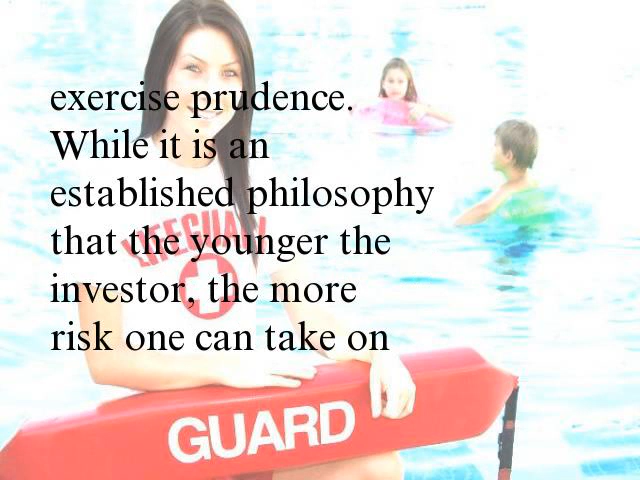 exercise prudence.
While it is an
established philosophy
that the younger the
investor, the more
risk one can take on
LIFEGUARD
GUARD